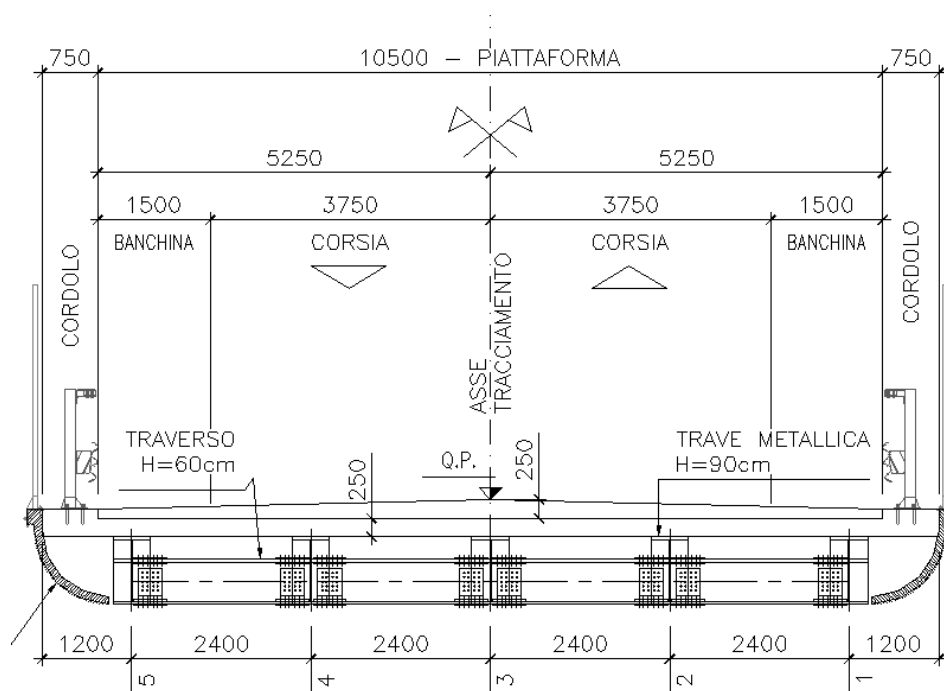 750
10500 – PIATTAFORMA
750
5250
5250
1500
3750
3750
1500
BANCHINA
CORSIA
CORSIA
BANCHINA
CORDOLO
CORDOLO
ASSE
TRACCIAMENTO
TRAVERSO
H=60cm
Q.P.
TRAVE METALLICA
H=90cm
250
250
1200
2400
2400
2400
2400
1200
5
4
3
2
1